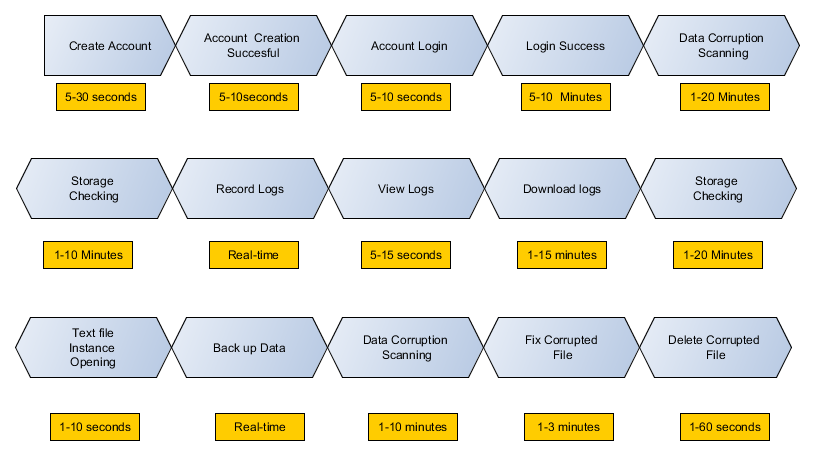 Create Account
Account  Creation
Succesful
Account Login
Login Success
Data Corruption
Scanning
5-30 seconds
5-10seconds
5-10 seconds
5-10  Minutes
1-20 Minutes
Storage
Checking
Record Logs
View Logs
Download logs
Storage
Checking
1-10 Minutes
Real-time
5-15 seconds
1-15 minutes
1-20 Minutes
Text file
Instance
Opening
Back up Data
Data Corruption
Scanning
Fix Corrupted
File
Delete Corrupted
File
1-10 seconds
Real-time
1-10 minutes
1-3 minutes
1-60 seconds